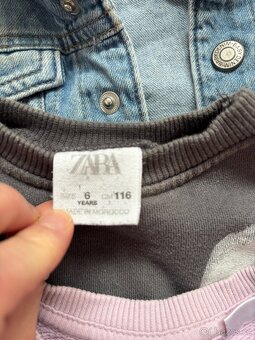 ZARA
SIZE 6 CM 116
YEARS
MADE IN MOROCCO